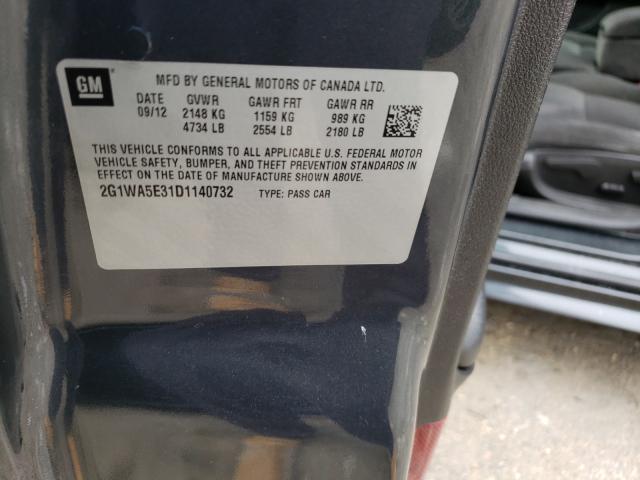 GM
MFD BY GENERAL MOTORS OF CANADA LTD.
DATE GVWR GAWR FRT GAWR RR
09/12 2148 KG 1159 KG 989 KG
4734 LB 2554 LB 2180 LB
THIS VEHICLE CONFORMS TO ALL APPLICABLE U.S. FEDERAL MOTOR
VEHICLE SAFETY, BUMPER, AND THEFT PREVENTION STANDARDS IN
EFFECT ON THE DATE OF MANUFACTURE SHOWN ABOVE.
2G1WA5E31D1140732 TYPE: PASS CAR